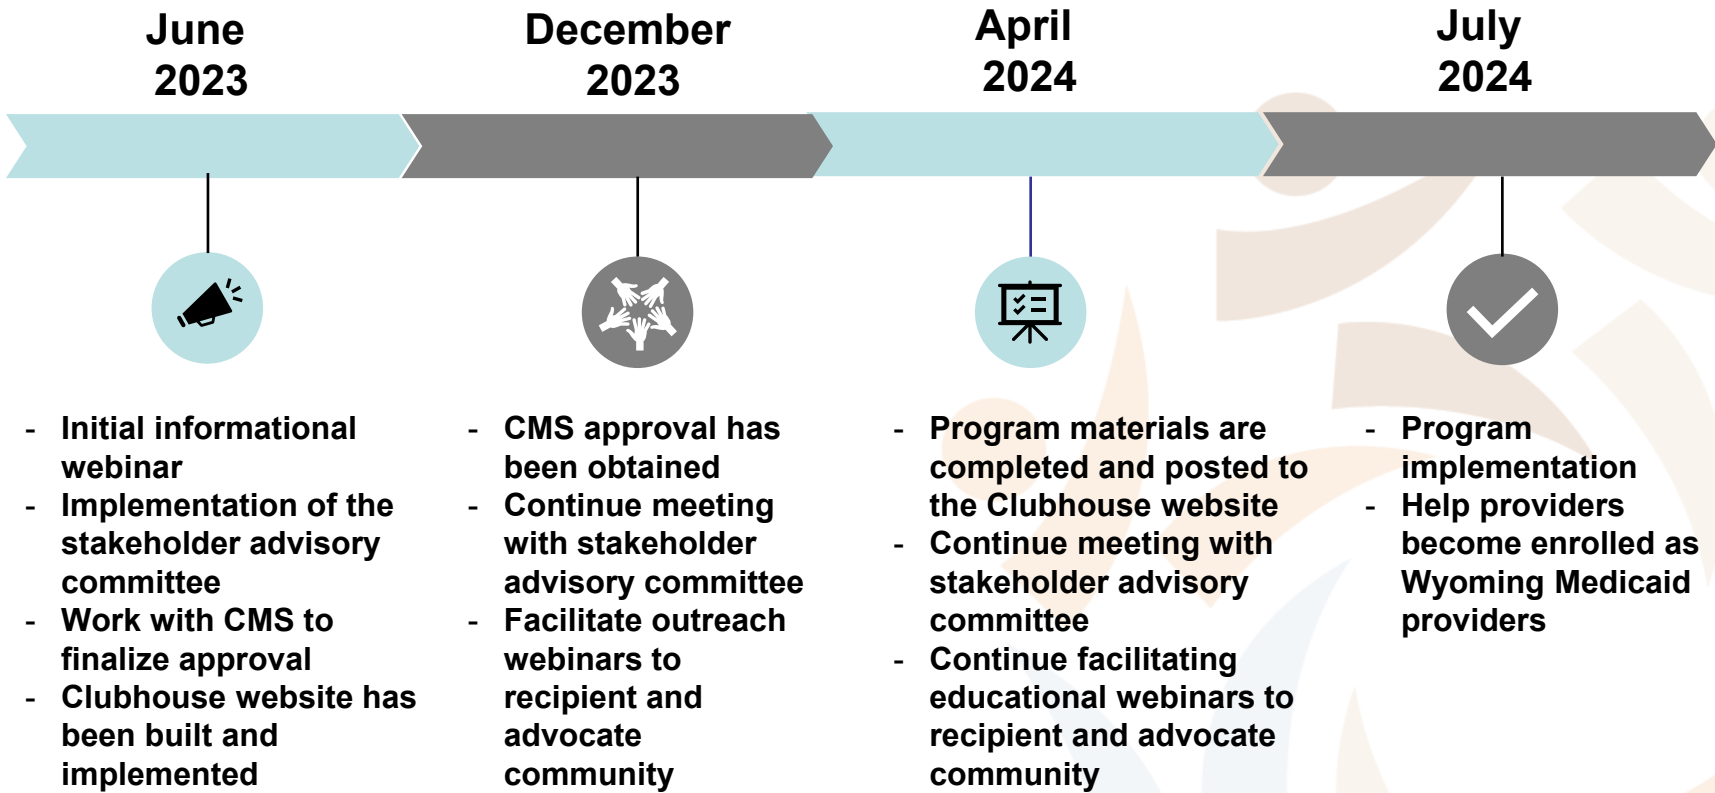 June
2023
December
2023
April
2024
July
2024
- Initial informational
webinar
- Implementation of the
stakeholder advisory
committee
- Work with CMS to
finalize approval
- Clubhouse website has
been built and
implemented
- CMS approval has
been obtained
- Continue meeting
with stakeholder
advisory committee
- Facilitate outreach
webinars to
recipient and
advocate
community
- Program materials are
completed and posted to
the Clubhouse website
- Continue meeting with
stakeholder advisory
committee
- Continue facilitating
educational webinars to
recipient and advocate
community
- Program
implementation
- Help providers
become enrolled as
Wyoming Medicaid
providers